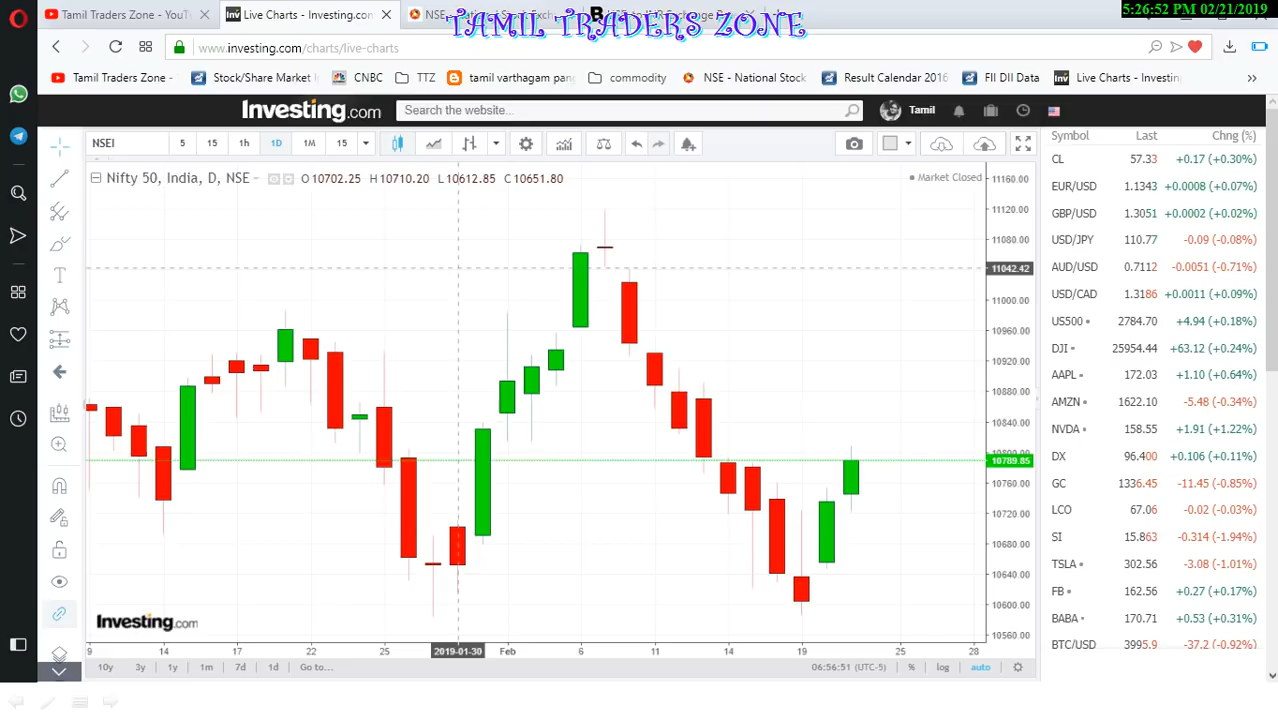 Tamil Traders Zone - YouT
Live Charts - Investing.com
NSE
TAMIL TRADERS ZONE
5:26:52 PM 02/21/2019
www.investing.com/charts/live-charts
Tamil Traders Zone -
Stock/Share Market
CNBC
TTZ
tamil varthagam pan
commodity
NSE - National Stock
Result Calendar 2016
FII DII Data
Live Charts - Investin
Investing.com
Search the website...
Tamil
NSEI
5
15
1h
1D
1M
15
Nifty 50, India, D, NSE
O10702.25 H10710.20 L10612.85 C10651.80
Market Closed
11160.00
11120.00
11080.00
11042.42
11000.00
10960.00
10920.00
10880.00
10840.00
10789.85
10760.00
10720.00
10680.00
10640.00
10600.00
10560.00
Investing.com
9 14 17 22 25 2019-01-30 Feb 6 11 14 19 25 28
10y 3y 1y 1m 7d 1d Go to...
06:56:51 (UTC-5) % log auto
Symbol Last Chng (%)
CL 57.33 +0.17 (+0.30%)
EUR/USD 1.1343 +0.0008 (+0.07%)
GBP/USD 1.3051 +0.0002 (+0.02%)
USD/JPY 110.77 -0.09 (-0.08%)
AUD/USD 0.7112 -0.0051 (-0.71%)
USD/CAD 1.3186 +0.0011 (+0.09%)
US500 2784.70 +4.94 (+0.18%)
DJI 25954.44 +63.12 (+0.24%)
AAPL 172.03 +1.10 (+0.64%)
AMZN 1622.10 -5.48 (-0.34%)
NVDA 158.55 +1.91 (+1.22%)
DX 96.400 +0.106 (+0.11%)
GC 1336.45 -11.45 (-0.85%)
LCO 67.06 -0.02 (-0.03%)
SI 15.863 -0.314 (-1.94%)
TSLA 302.56 -3.08 (-1.01%)
FB 162.56 +0.27 (+0.17%)
BABA 170.71 +0.53 (+0.31%)
BTC/USD 3995.9 -37.2 (-0.92%)